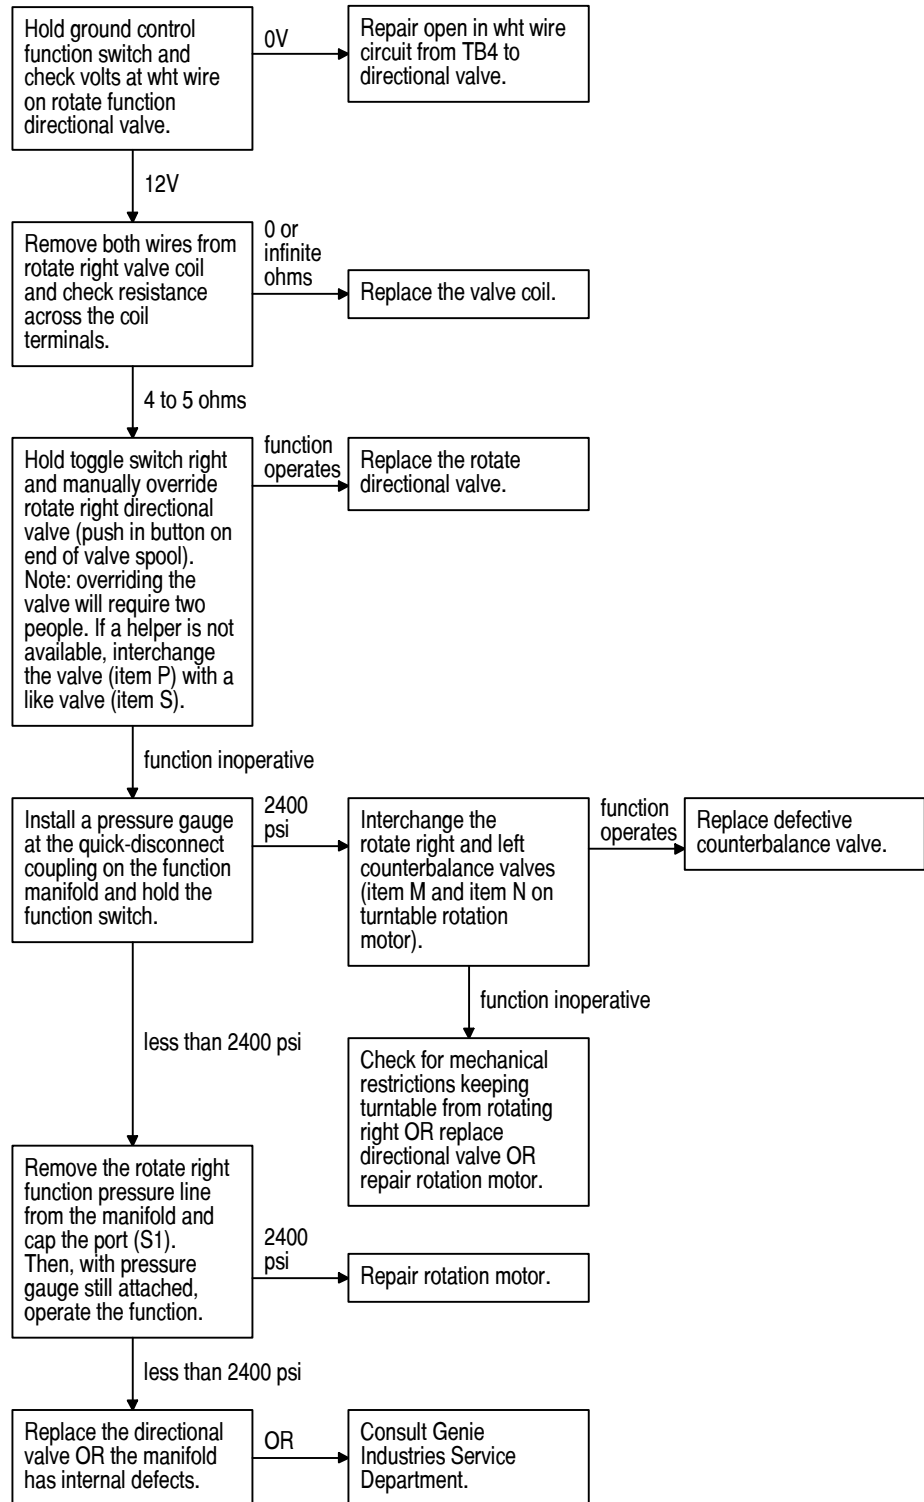 Hold ground control
function switch and
check volts at wht wire
on rotate function
directional valve.
0V
Repair open in wht wire
circuit from TB4 to
directional valve.
12V
Remove both wires from
rotate right valve coil
and check resistance
across the coil
terminals.
0 or
infinite
ohms
Replace the valve coil.
4 to 5 ohms
Hold toggle switch right
and manually override
rotate right directional
valve (push in button on
end of valve spool).
Note: overriding the
valve will require two
people. If a helper is not
available, interchange
the valve (item P) with a
like valve (item S).
function
operates
Replace the rotate
directional valve.
function inoperative
Install a pressure gauge
at the quick-disconnect
coupling on the function
manifold and hold the
function switch.
2400
psi
Interchange the
rotate right and left
counterbalance valves
(item M and item N on
turntable rotation
motor).
function
operates
Replace defective
counterbalance valve.
function inoperative
Check for mechanical
restrictions keeping
turntable from rotating
right OR replace
directional valve OR
repair rotation motor.
less than 2400 psi
Remove the rotate right
function pressure line
from the manifold and
cap the port (S1).
Then, with pressure
gauge still attached,
operate the function.
2400
psi
Repair rotation motor.
less than 2400 psi
Replace the directional
valve OR the manifold
has internal defects.
OR
Consult Genie
Industries Service
Department.